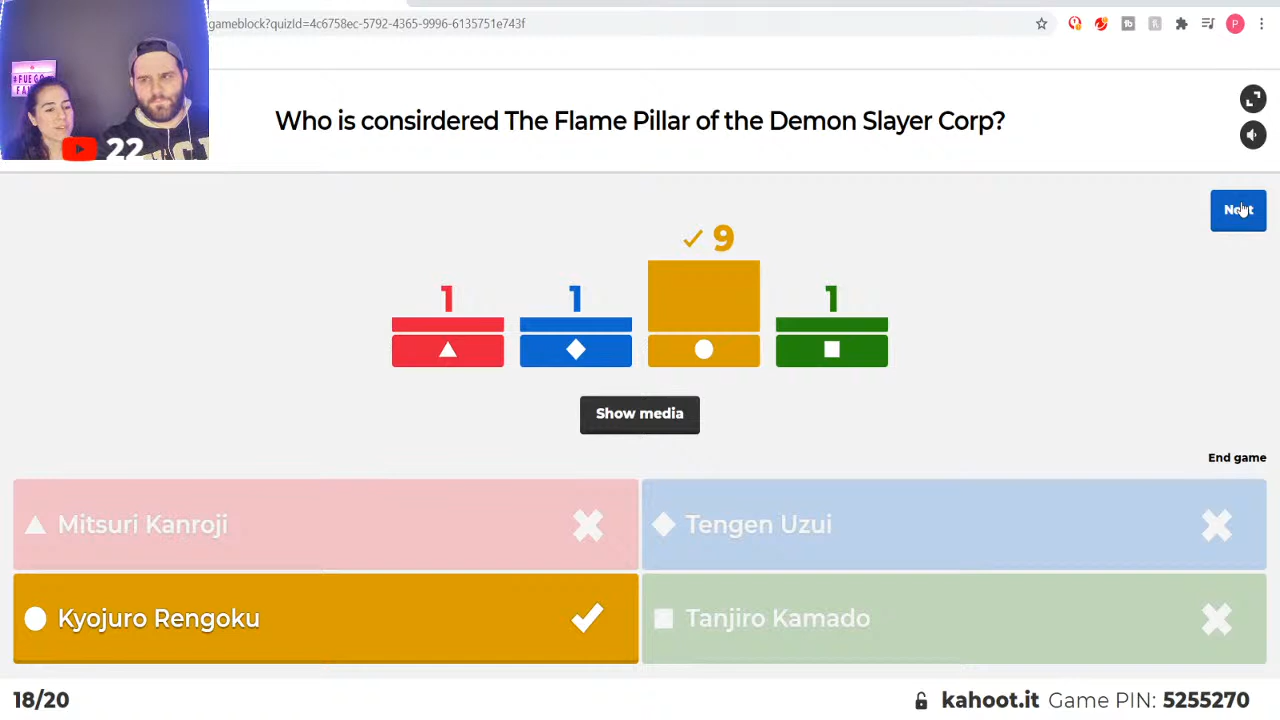 gameblock?quizId=4c6758ec-5792-4365-9996-6135751e743f
P
#FUEGO
22
Who is consirdered The Flame Pillar of the Demon Slayer Corp?
Next
1
1
9
1
Show media
End game
Mitsuri Kanroji
Tengen Uzui
Kyojuro Rengoku
Tanjiro Kamado
18/20
kahoot.it Game PIN: 5255270